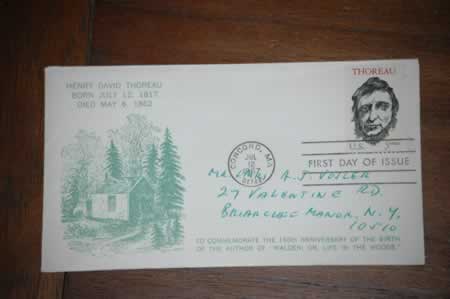 HENRY DAVID THOREAU
BORN JULY 12, 1817
DIED MAY 6, 1862
THOREAU
U.S. 5
CONCORD, MA
JUL
12
FIRST DAY OF ISSUE
27 VALENTINE RD.
BRIARCLIFF MANOR, N.Y.
10510
TO COMMEMORATE THE 150th ANNIVERSARY OF THE BIRTH
OF THE AUTHOR OF "WALDEN: OR, LIFE IN THE WOODS."